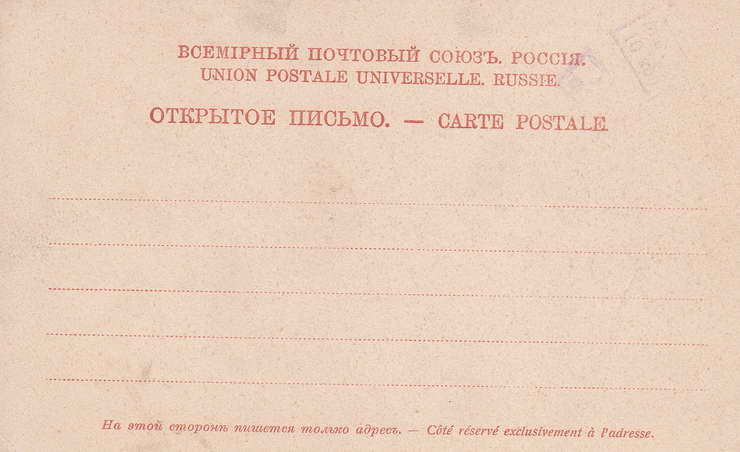 ВСЕМІРНЫЙ ПОЧТОВЫЙ СОЮЗЪ. РОССІЯ.
UNION POSTALE UNIVERSELLE. RUSSIE.
ОТКРЫТОЕ ПИСЬМО. — CARTE POSTALE.
На этой сторонѣ пишется только адресъ. — Côté réservé exclusivement à l'adresse.